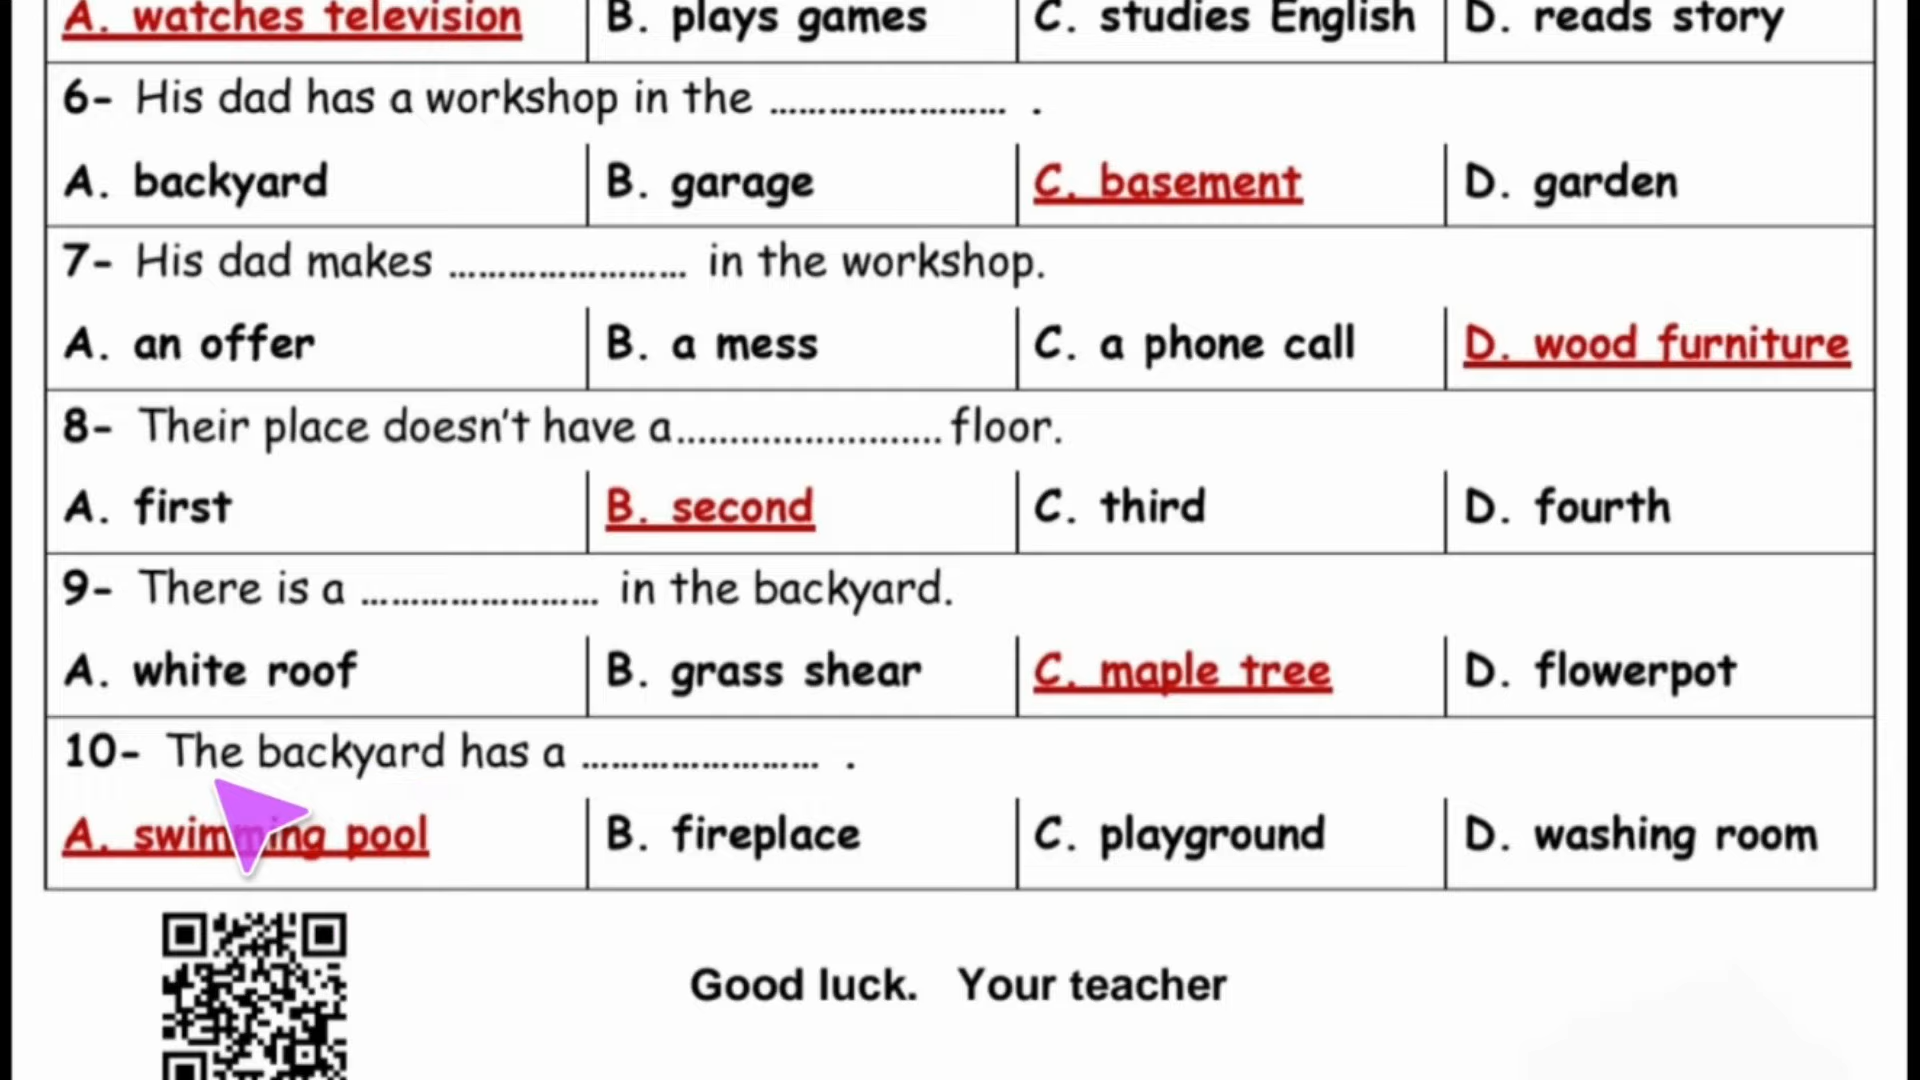 A. watches television B. plays games C. studies English D. reads story
6- His dad has a workshop in the ........................ .
A. backyard B. garage C. basement D. garden
7- His dad makes ........................ in the workshop.
A. an offer B. a mess C. a phone call D. wood furniture
8- Their place doesn't have a......................... floor.
A. first B. second C. third D. fourth
9- There is a ........................ in the backyard.
A. white roof B. grass shear C. maple tree D. flowerpot
10- The backyard has a ........................ .
A. swimming pool B. fireplace C. playground D. washing room
Good luck. Your teacher